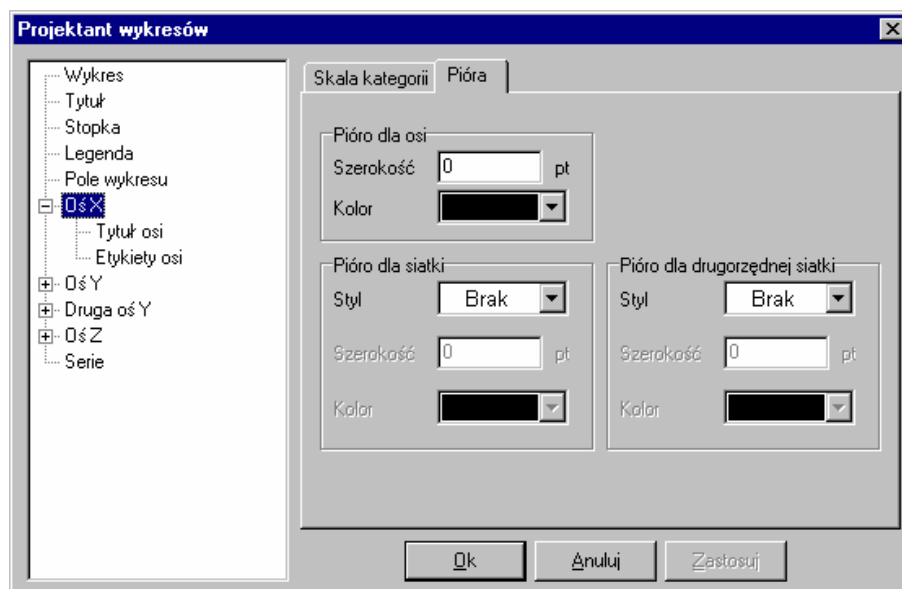 Projektant wykresów
Wykres
Tytuł
Stopka
Legenda
Pole wykresu
Oś X
Tytuł osi
Etykiety osi
Oś Y
Druga oś Y
Oś Z
Serie
Skala kategorii Pióra
Pióro dla osi
Szerokość 0 pt
Kolor
Pióro dla siatki
Styl Brak
Szerokość 0 pt
Kolor
Pióro dla drugorzędnej siatki
Styl Brak
Szerokość 0 pt
Kolor
Ok Anuluj Zastosuj